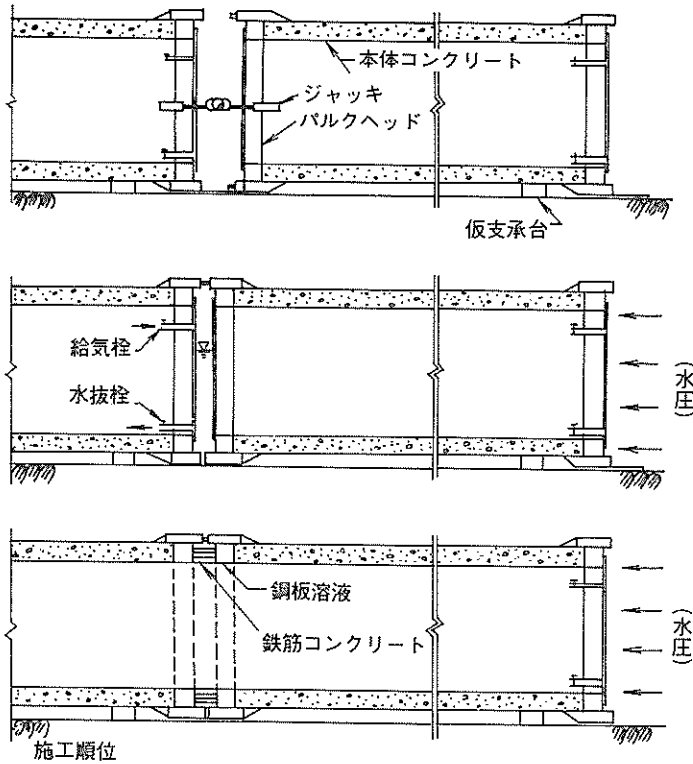 本体コンクリート
ジャッキ
パルクヘッド
仮支承台
給気栓
水抜栓
(水圧)
鋼板溶液
鉄筋コンクリート
(水圧)
施工順位